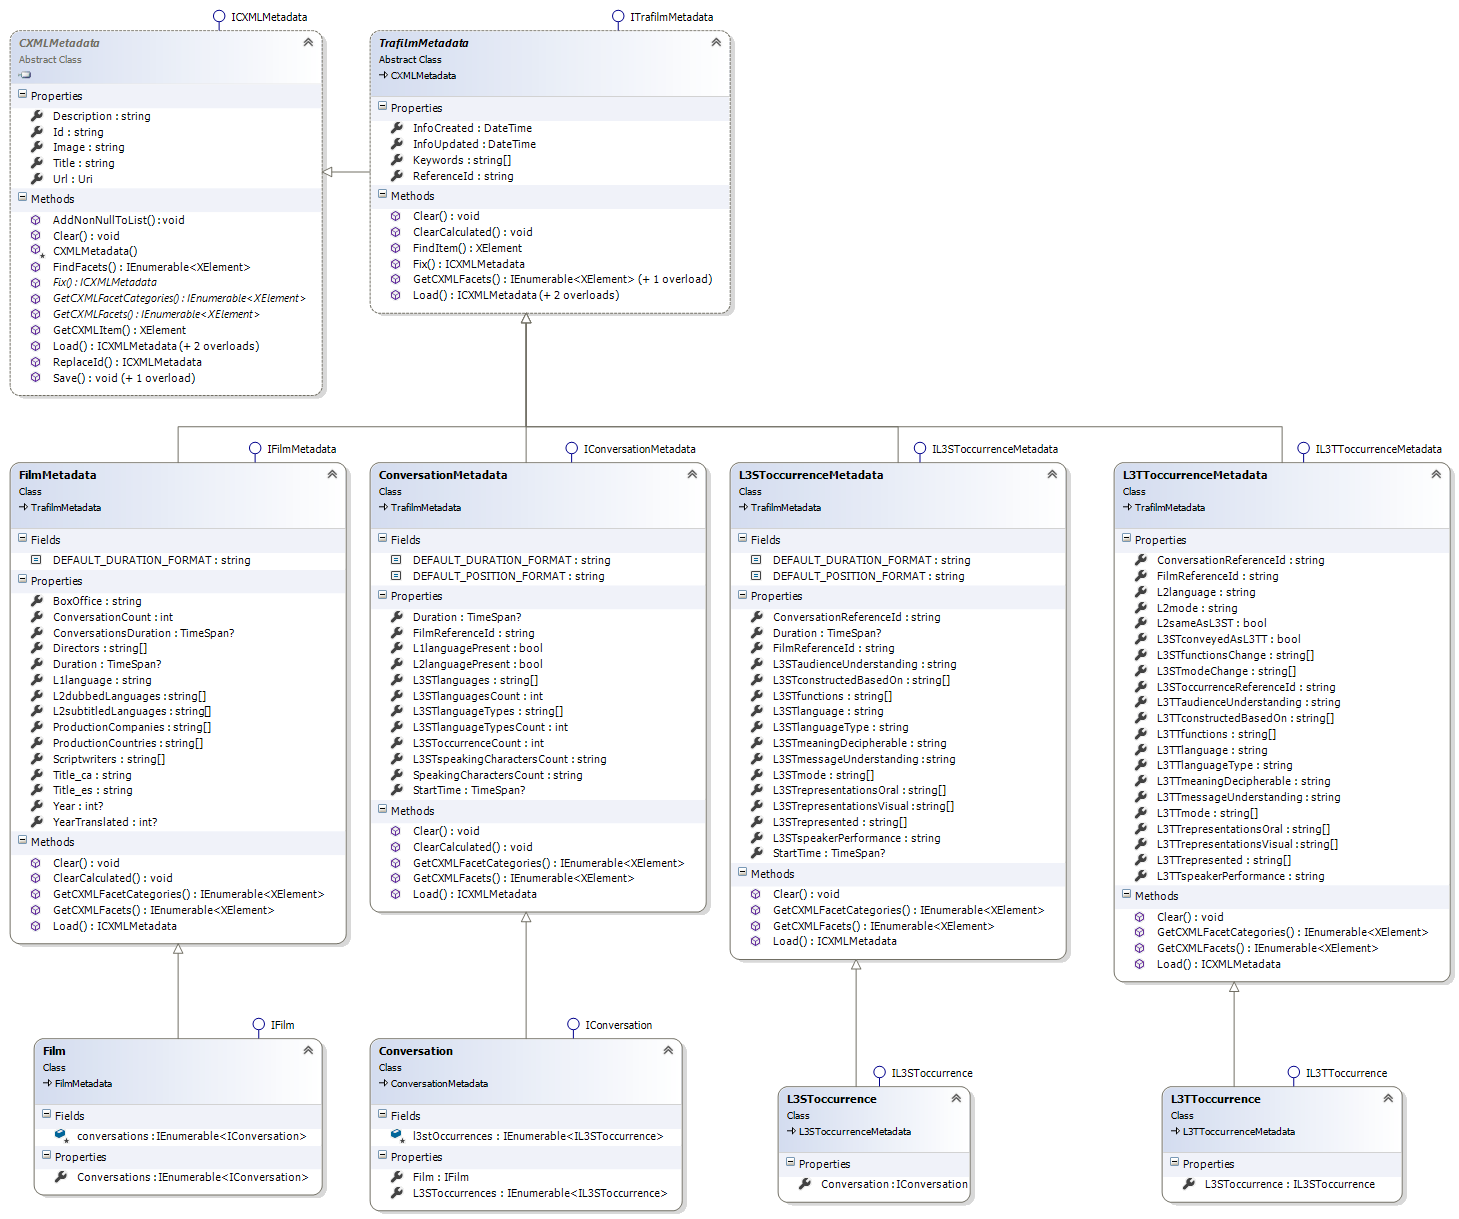 ICXMLMetadata
CXMLMetadata
Abstract Class
Properties
Description : string
Id : string
Image : string
Title : string
Url : Uri
Methods
AddNonNullToList() : void
Clear() : void
CXMLMetadata()
FindFacets() : IEnumerable<XElement>
Fix() : ICXMLMetadata
GetCXMLFacetCategories() : IEnumerable<XElement>
GetCXMLFacets() : IEnumerable<XElement>
GetCXMLItem() : XElement
Load() : ICXMLMetadata (+ 2 overloads)
ReplaceId() : ICXMLMetadata
Save() : void (+ 1 overload)
ITrafilmMetadata
TrafilmMetadata
Abstract Class
CXMLMetadata
Properties
InfoCreated : DateTime
InfoUpdated : DateTime
Keywords : string[]
ReferenceId : string
Methods
Clear() : void
ClearCalculated() : void
FindItem() : XElement
Fix() : ICXMLMetadata
GetCXMLFacets() : IEnumerable<XElement> (+ 1 overload)
Load() : ICXMLMetadata (+ 2 overloads)
IFilmMetadata
FilmMetadata
Class
TrafilmMetadata
Fields
DEFAULT_DURATION_FORMAT : string
Properties
BoxOffice : string
ConversationCount : int
ConversationsDuration : TimeSpan?
Directors : string[]
Duration : TimeSpan?
L1language : string
L2dubbedLanguages : string[]
L2subtitledLanguages : string[]
ProductionCompanies : string[]
ProductionCountries : string[]
Scriptwriters : string[]
Title_ca : string
Title_es : string
Year : int?
YearTranslated : int?
Methods
Clear() : void
ClearCalculated() : void
GetCXMLFacetCategories() : IEnumerable<XElement>
GetCXMLFacets() : IEnumerable<XElement>
Load() : ICXMLMetadata
IConversationMetadata
ConversationMetadata
Class
TrafilmMetadata
Fields
DEFAULT_DURATION_FORMAT : string
DEFAULT_POSITION_FORMAT : string
Properties
Duration : TimeSpan?
FilmReferenceId : string
L1languagePresent : bool
L2languagePresent : bool
L3STlanguages : string[]
L3STlanguagesCount : int
L3STlanguageTypes : string[]
L3STlanguageTypesCount : int
L3SToccurrenceCount : int
L3STspeakingCharactersCount : string
SpeakingCharactersCount : string
StartTime : TimeSpan?
Methods
Clear() : void
ClearCalculated() : void
GetCXMLFacetCategories() : IEnumerable<XElement>
GetCXMLFacets() : IEnumerable<XElement>
Load() : ICXMLMetadata
IL3SToccurrenceMetadata
L3SToccurrenceMetadata
Class
TrafilmMetadata
Fields
DEFAULT_DURATION_FORMAT : string
DEFAULT_POSITION_FORMAT : string
Properties
ConversationReferenceId : string
Duration : TimeSpan?
FilmReferenceId : string
L3STaudienceUnderstanding : string
L3STconstructedBasedOn : string[]
L3STfunctions : string[]
L3STlanguage : string
L3STlanguageType : string
L3STmeaningDecipherable : string
L3STmessageUnderstanding : string
L3STmode : string[]
L3STrepresentationsOral : string[]
L3STrepresentationsVisual : string[]
L3STrepresented : string[]
L3STspeakerPerformance : string
StartTime : TimeSpan?
Methods
Clear() : void
GetCXMLFacetCategories() : IEnumerable<XElement>
GetCXMLFacets() : IEnumerable<XElement>
Load() : ICXMLMetadata
IL3TToccurrenceMetadata
L3TToccurrenceMetadata
Class
TrafilmMetadata
Properties
ConversationReferenceId : string
FilmReferenceId : string
L2language : string
L2mode : string
L2sameAsL3ST : bool
L3STconveyedAsL3TT : bool
L3STfunctionsChange : string[]
L3STmodeChange : string[]
L3SToccurrenceReferenceId : string
L3TTaudienceUnderstanding : string
L3TTconstructedBasedOn : string[]
L3TTfunctions : string[]
L3TTlanguage : string
L3TTlanguageType : string
L3TTmeaningDecipherable : string
L3TTmessageUnderstanding : string
L3TTmode : string[]
L3TTrepresentationsOral : string[]
L3TTrepresentationsVisual : string[]
L3TTrepresented : string[]
L3TTspeakerPerformance : string
Methods
Clear() : void
GetCXMLFacetCategories() : IEnumerable<XElement>
GetCXMLFacets() : IEnumerable<XElement>
Load() : ICXMLMetadata
IFilm
Film
Class
FilmMetadata
Fields
conversations : IEnumerable<IConversation>
Properties
Conversations : IEnumerable<IConversation>
IConversation
Conversation
Class
ConversationMetadata
Fields
l3stOccurrences : IEnumerable<IL3SToccurrence>
Properties
Film : IFilm
L3SToccurrences : IEnumerable<IL3SToccurrence>
IL3SToccurrence
L3SToccurrence
Class
L3SToccurrenceMetadata
Properties
Conversation : IConversation
IL3TToccurrence
L3TToccurrence
Class
L3TToccurrenceMetadata
Properties
L3SToccurrence : IL3SToccurrence